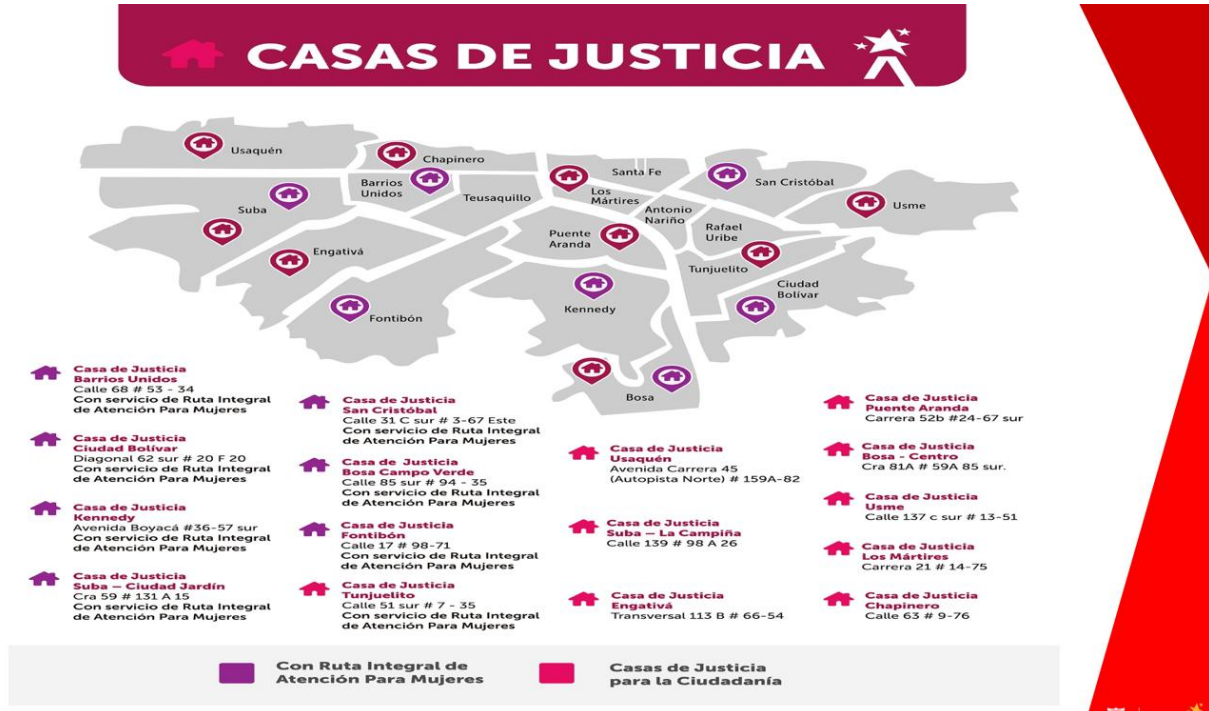 CASAS DE JUSTICIA
Usaquén
Chapinero
Santa Fe
San Cristóbal
Barrios
Unidos
Teusaquillo
Los
Mártires
Suba
Antonio
Nariño
Usme
Puente
Aranda
Rafael
Uribe
Engativá
Tunjuelito
Ciudad
Bolívar
Fontibón
Kennedy
Bosa
Casa de Justicia
Barrios Unidos
Calle 68 # 53 - 34
Con servicio de Ruta Integral
de Atención Para Mujeres
Casa de Justicia
Ciudad Bolívar
Diagonal 62 sur # 20 F 20
Con servicio de Ruta Integral
de Atención Para Mujeres
Casa de Justicia
Kennedy
Avenida Boyacá #36-57 sur
Con servicio de Ruta Integral
de Atención Para Mujeres
Casa de Justicia
Suba – Ciudad Jardín
Cra 59 # 131 A 15
Con servicio de Ruta Integral
de Atención Para Mujeres
Casa de Justicia
San Cristóbal
Calle 31 C sur # 3-67 Este
Con servicio de Ruta Integral
de Atención Para Mujeres
Casa de Justicia
Bosa Campo Verde
Calle 85 sur # 94 - 35
Con servicio de Ruta Integral
de Atención Para Mujeres
Casa de Justicia
Fontibón
Calle 17 # 98-71
Con servicio de Ruta Integral
de Atención Para Mujeres
Casa de Justicia
Tunjuelito
Calle 51 sur # 7 - 35
Con servicio de Ruta Integral
de Atención Para Mujeres
Casa de Justicia
Usaquén
Avenida Carrera 45
(Autopista Norte) # 159A-82
Casa de Justicia
Suba – La Campiña
Calle 139 # 98 A 26
Casa de Justicia
Engativá
Transversal 113 B # 66-54
Casa de Justicia
Puente Aranda
Carrera 52b #24-67 sur
Casa de Justicia
Bosa - Centro
Cra 81A # 59A 85 sur.
Casa de Justicia
Usme
Calle 137 c sur # 13-51
Casa de Justicia
Los Mártires
Carrera 21 # 14-75
Casa de Justicia
Chapinero
Calle 63 # 9-76
Con Ruta Integral de
Atención Para Mujeres
Casas de Justicia
para la Ciudadanía